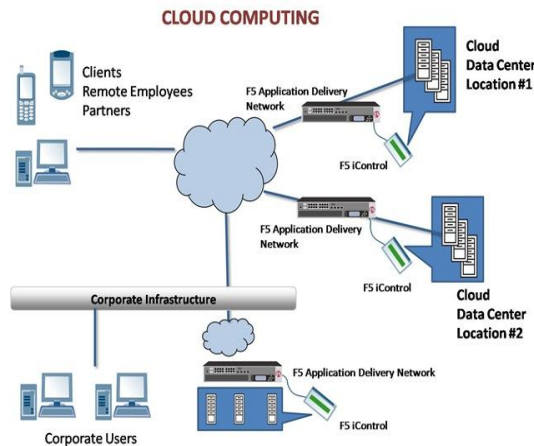 CLOUD COMPUTING
Clients
Remote Employees
Partners
F5 Application Delivery
Network
F5 iControl
Cloud
Data Center
Location #1
F5 Application Delivery
Network
F5 iControl
Cloud
Data Center
Location #2
Corporate Infrastructure
F5 Application Delivery Network
F5 iControl
Corporate Users